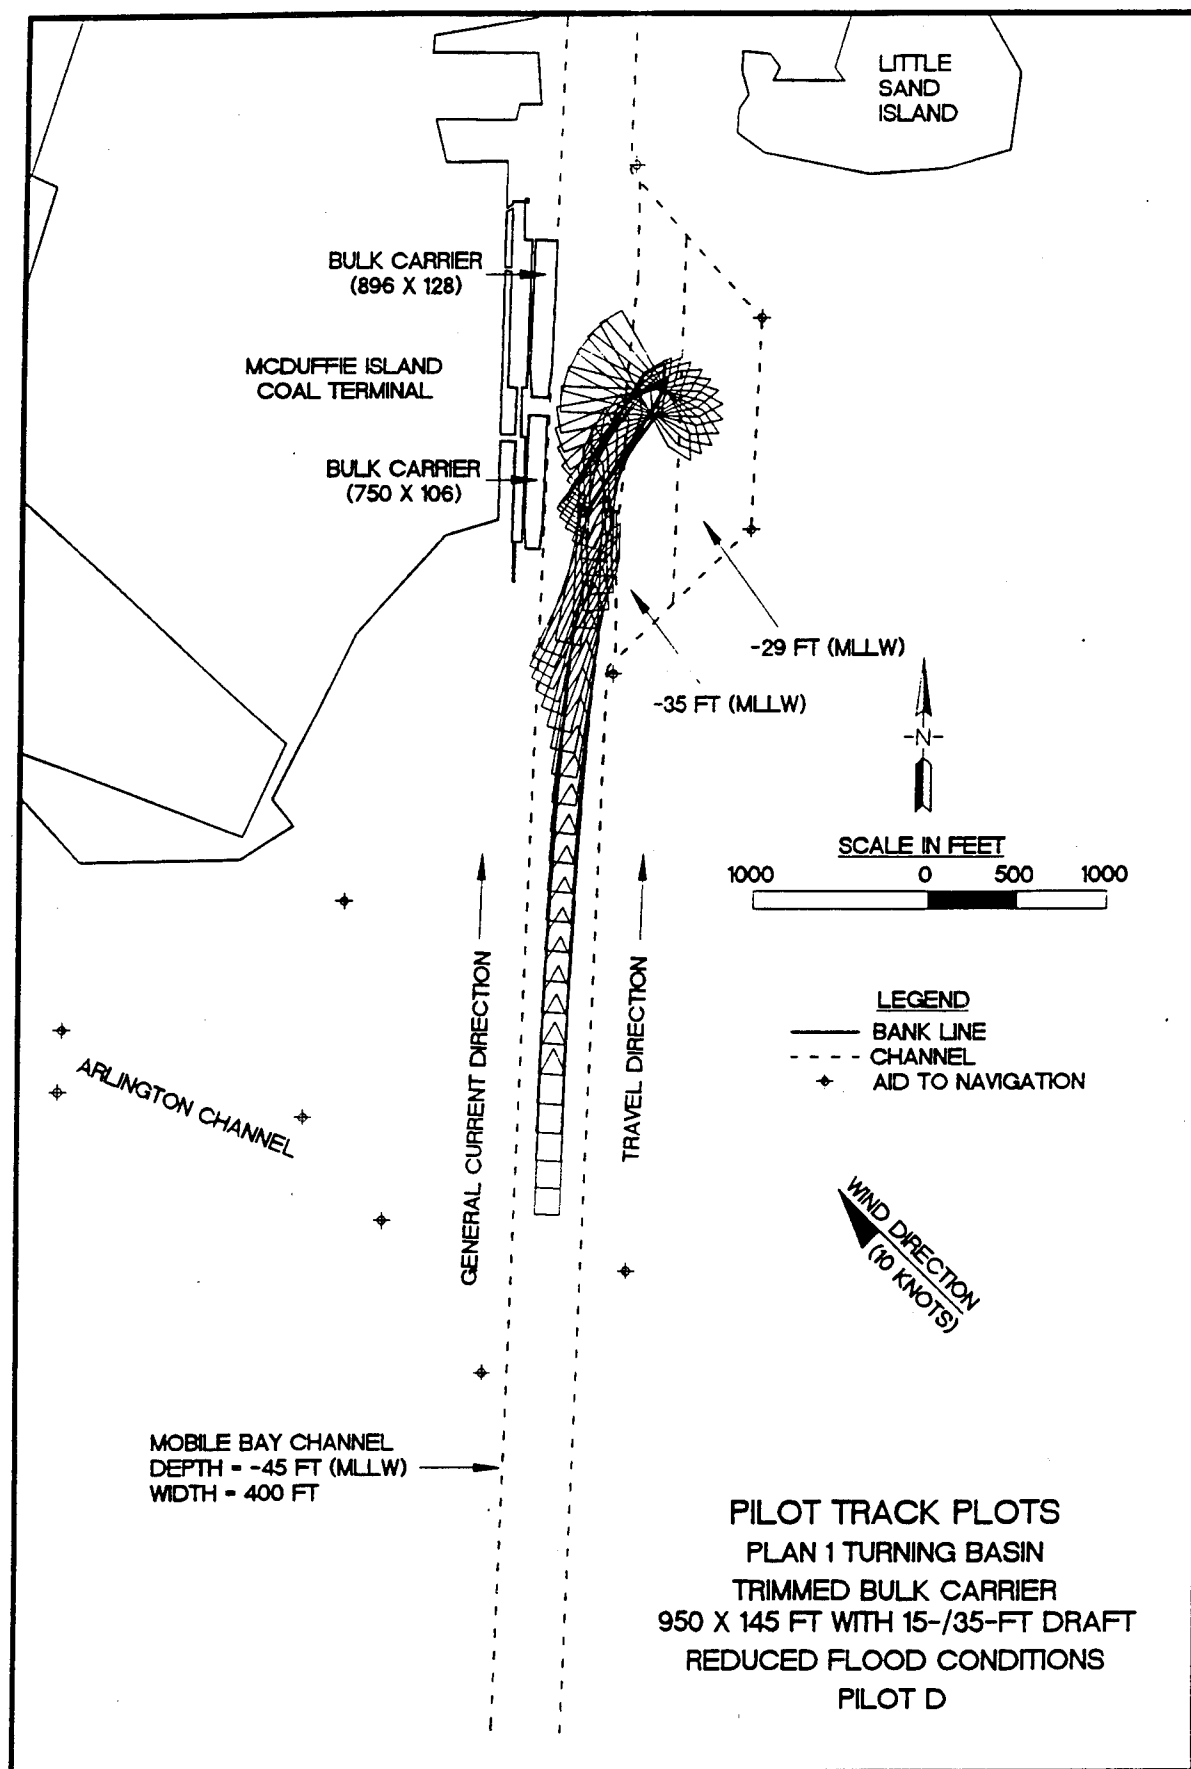 LITTLE
SAND
ISLAND
BULK CARRIER
(896 X 128)
MCDUFFIE ISLAND
COAL TERMINAL
BULK CARRIER
(750 X 106)
-29 FT (MLLW)
-35 FT (MLLW)
-N-
SCALE IN FEET
1000 0 500 1000
GENERAL CURRENT DIRECTION
TRAVEL DIRECTION
LEGEND
BANK LINE
CHANNEL
AID TO NAVIGATION
ARLINGTON CHANNEL
WIND DIRECTION
(10 KNOTS)
MOBILE BAY CHANNEL
DEPTH = -45 FT (MLLW)
WIDTH = 400 FT
PILOT TRACK PLOTS
PLAN 1 TURNING BASIN
TRIMMED BULK CARRIER
950 X 145 FT WITH 15-/35-FT DRAFT
REDUCED FLOOD CONDITIONS
PILOT D